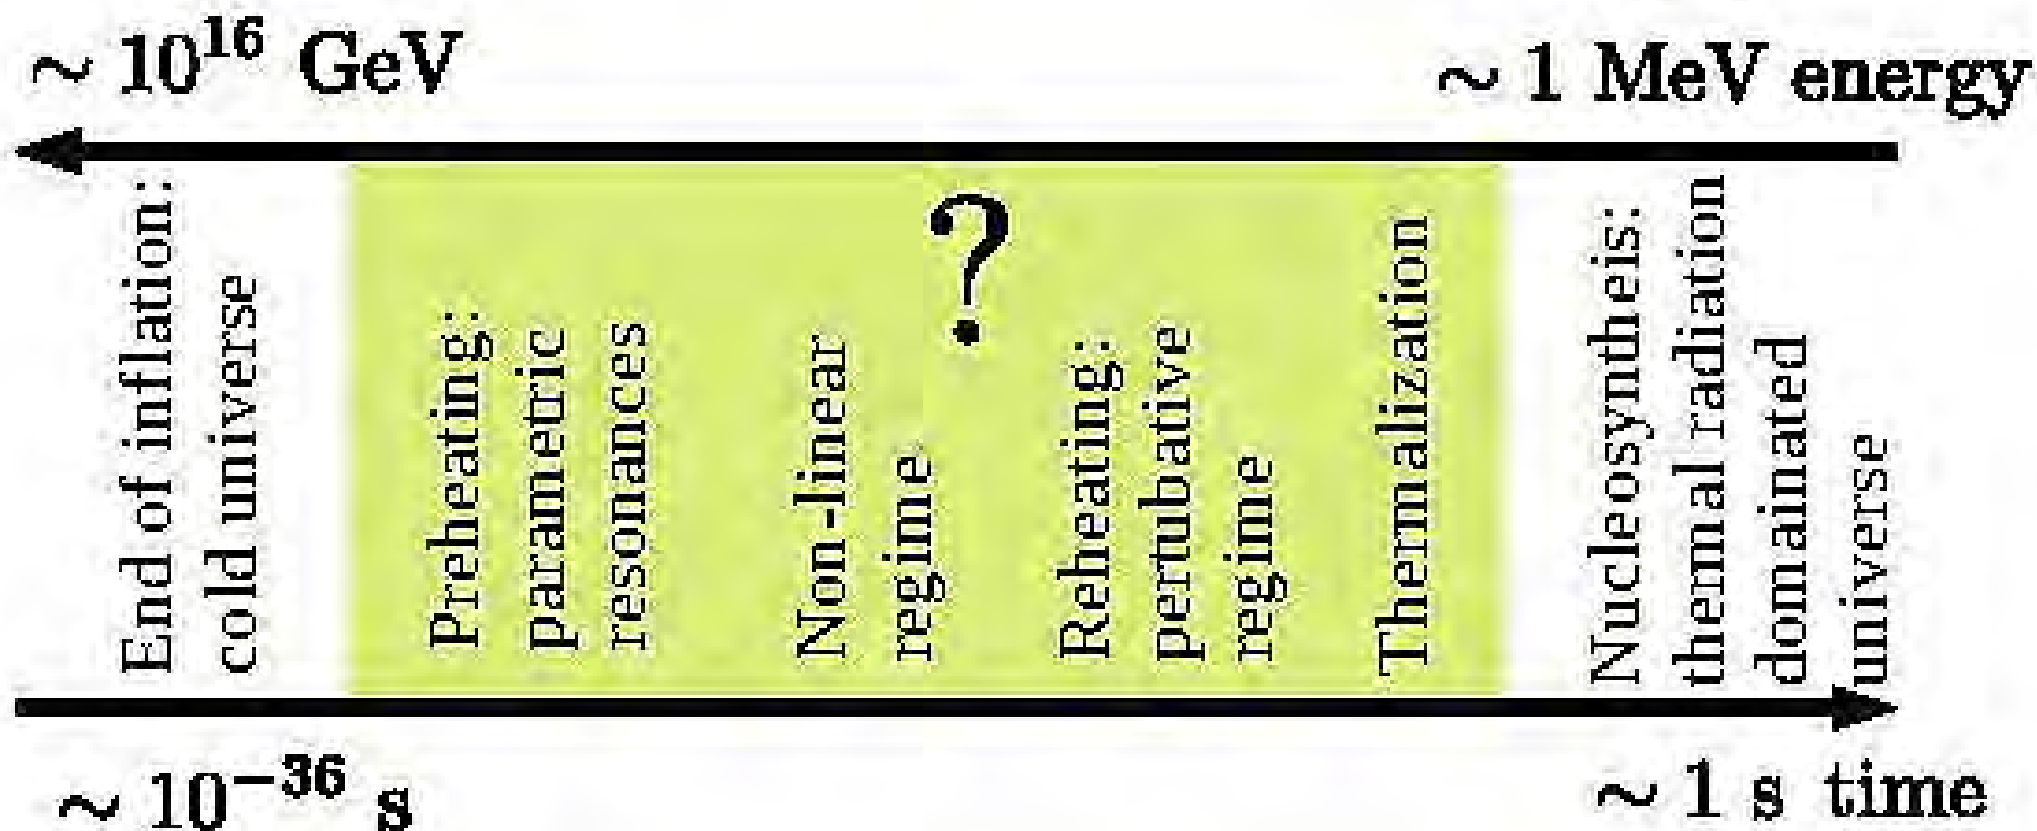 ~ 10^16 GeV
~ 1 MeV energy
End of inflation:
cold universe
Preheating:
parametric
resonances
Non-linear
regime
?
Reheating:
pertubative
regime
Thermalization
Nucleosyntheis:
thermal radiation
domainated
universe
~ 10^−36 s
~ 1 s time